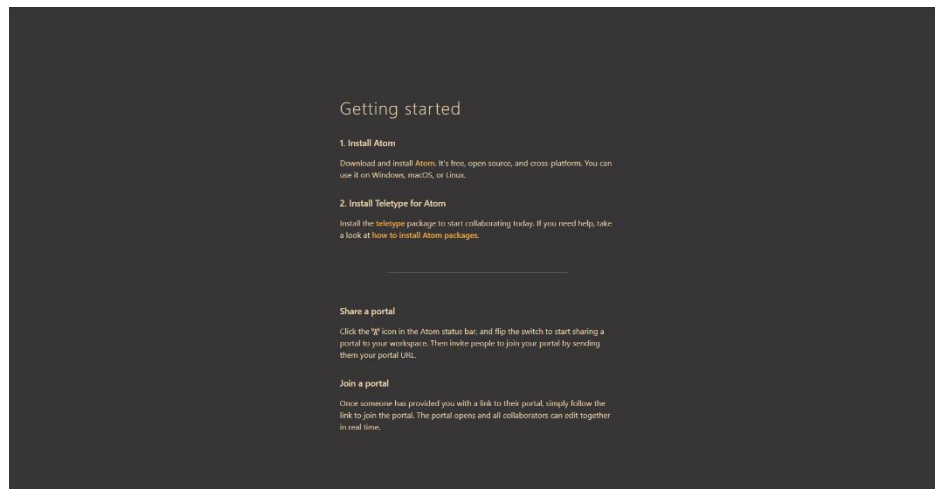 Getting started
1. Install Atom
Download and install Atom. It's free, open source, and cross-platform. You can
use it on Windows, macOS, or Linux.
2. Install Teletype for Atom
Install the teletype package to start collaborating today. If you need help, take
a look at how to install Atom packages.
Share a portal
Click the icon in the Atom status bar, and flip the switch to start sharing a
portal to your workspace. Then invite people to join your portal by sending
them your portal URL.
Join a portal
Once someone has provided you with a link to their portal, simply follow the
link to join the portal. The portal opens and all collaborators can edit together
in real time.